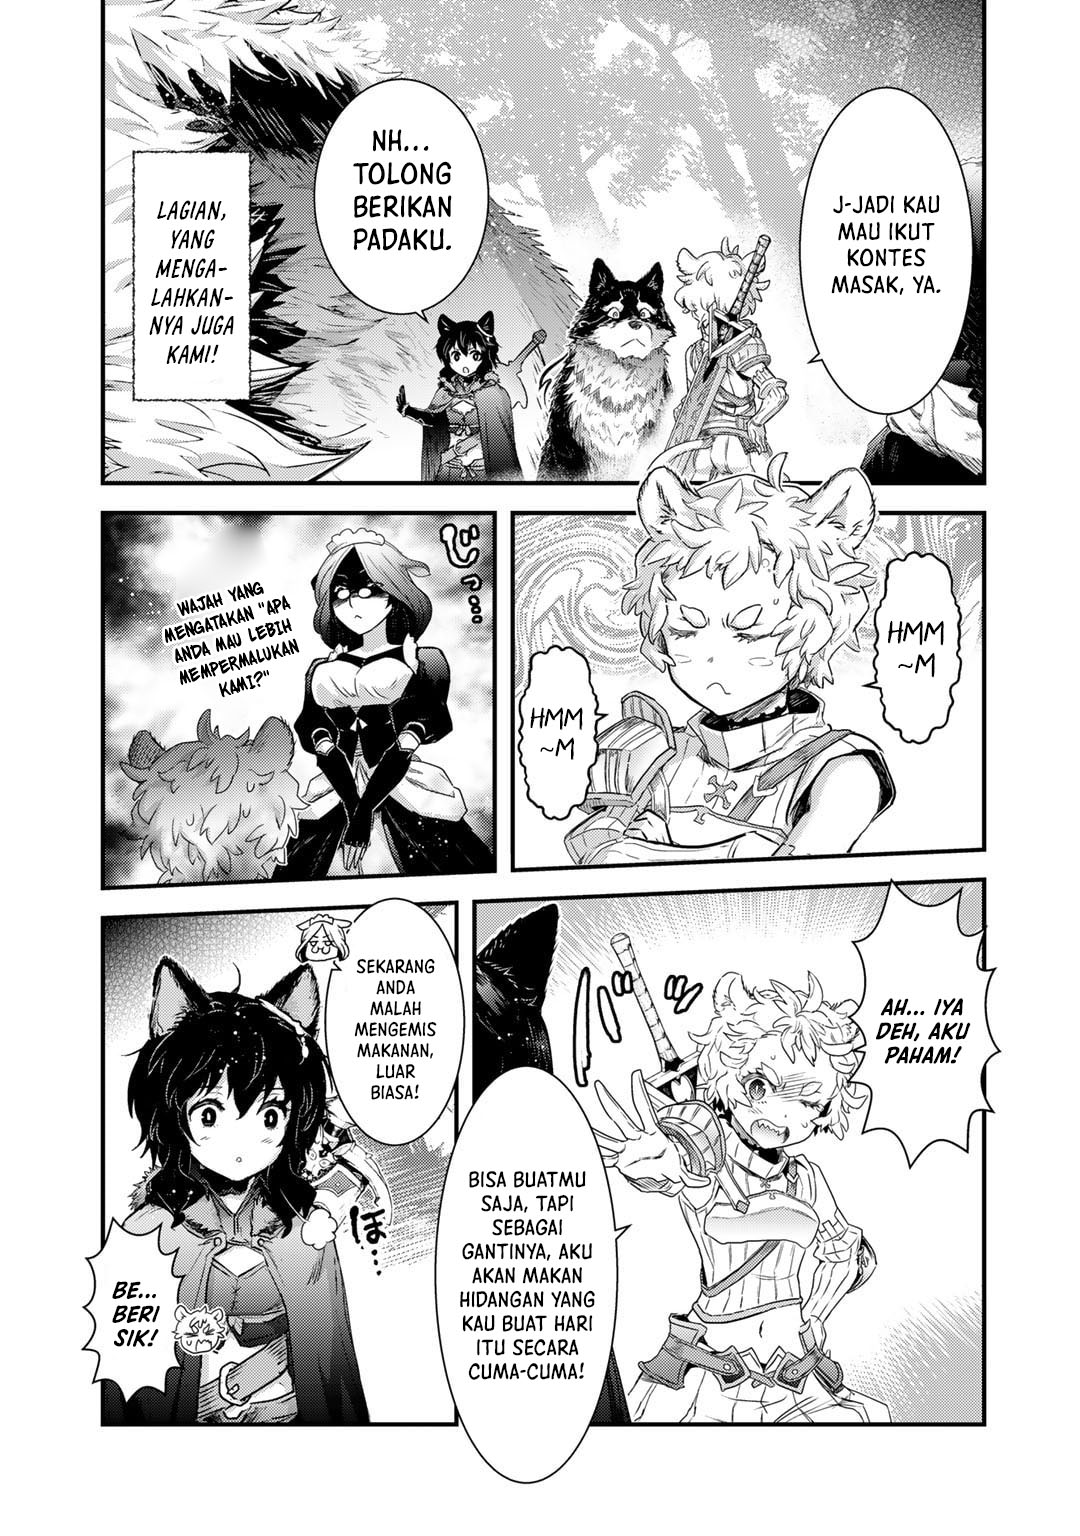 J-JADI KAU
MAU IKUT
KONTES
MASAK, YA.
NH...
TOLONG
BERIKAN
PADAKU.
LAGIAN,
YANG
MENGA-
LAHKAN-
NYA JUGA
KAMI!
HMM
~M
HMM
~M
じっ…
WAJAH YANG
MENGATAKAN "APA
ANDA MAU LEBIH
MEMPERMALUKAN
KAMI?"
AH... IYA
DEH, AKU
PAHAM!
BISA BUATMU
SAJA, TAPI
SEBAGAI
GANTINYA, AKU
AKAN MAKAN
HIDANGAN YANG
KAU BUAT HARI
ITU SECARA
CUMA-CUMA!
SEKARANG
ANDA
MALAH
MENGEMIS
MAKANAN,
LUAR
BIASA!
ほ…
BE...
BERI
SIK!